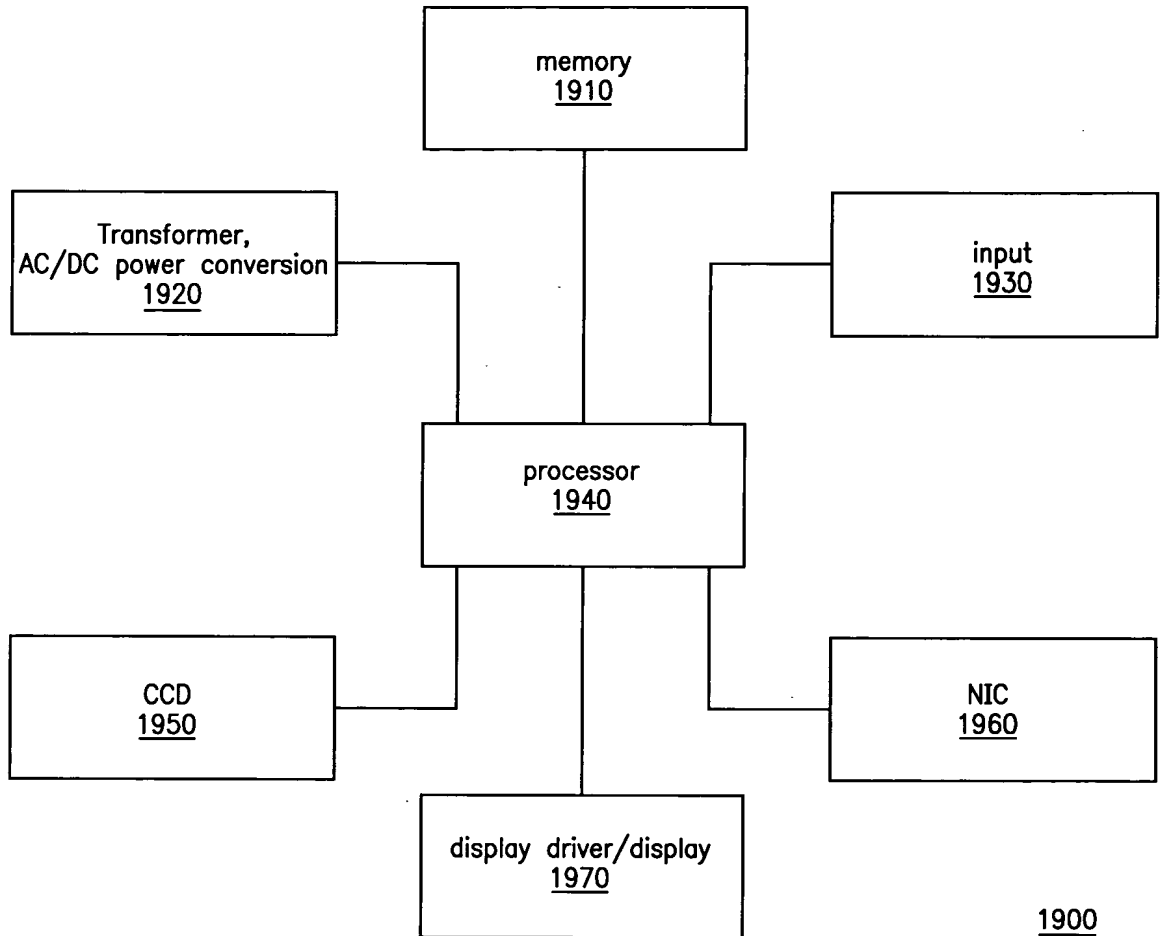 memory
1910
Transformer,
AC/DC power conversion
1920
input
1930
processor
1940
CCD
1950
NIC
1960
display driver/display
1970
1900